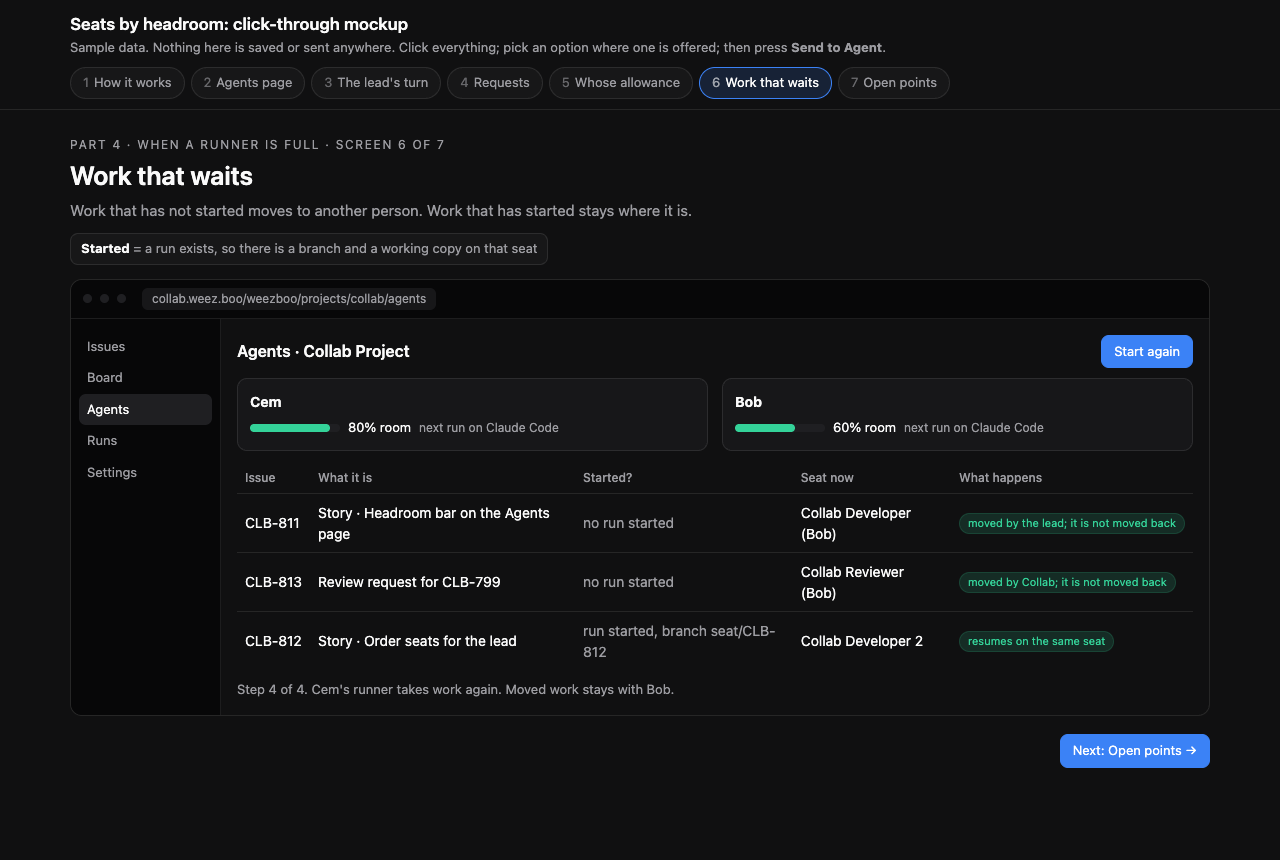 Seats by headroom: click-through mockup
Sample data. Nothing here is saved or sent anywhere. Click everything; pick an option where one is offered; then press Send to Agent.
1 How it works
2 Agents page
3 The lead's turn
4 Requests
5 Whose allowance
6 Work that waits
7 Open points
PART 4 · WHEN A RUNNER IS FULL · SCREEN 6 OF 7
Work that waits
Work that has not started moves to another person. Work that has started stays where it is.
Started = a run exists, so there is a branch and a working copy on that seat
collab.weez.boo/weezboo/projects/collab/agents
Issues
Board
Agents
Runs
Settings
Agents · Collab Project
Start again
Cem
80% room next run on Claude Code
Bob
60% room next run on Claude Code
Issue What it is Started? Seat now What happens
CLB-811
Story · Headroom bar on the Agents
page
no run started
Collab Developer
(Bob)
moved by the lead; it is not moved back
CLB-813
Review request for CLB-799
no run started
Collab Reviewer
(Bob)
moved by Collab; it is not moved back
CLB-812
Story · Order seats for the lead
run started, branch seat/CLB-
812
Collab Developer 2
resumes on the same seat
Step 4 of 4. Cem's runner takes work again. Moved work stays with Bob.
Next: Open points →